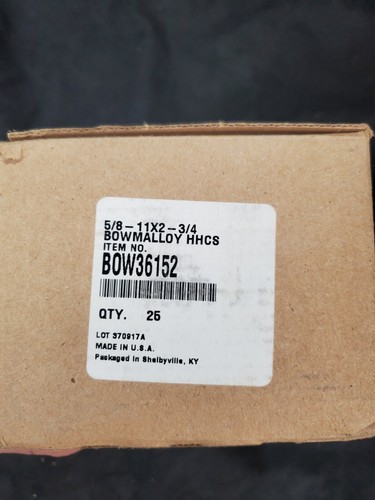 5/8-11X2-3/4
BOWMALLOY HHCS
ITEM NO.
BOW36152
QTY. 25
LOT 370917A
MADE IN U.S.A.
Packaged in Shelbyville, KY